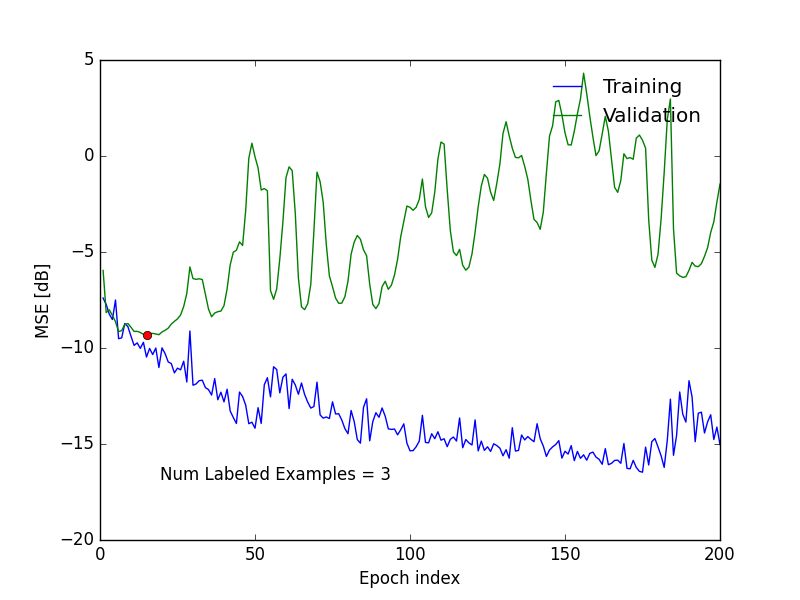 5
Training
Validation
0
−5
MSE [dB]
−10
−15
Num Labeled Examples = 3
−20
0 50 100 150 200
Epoch index